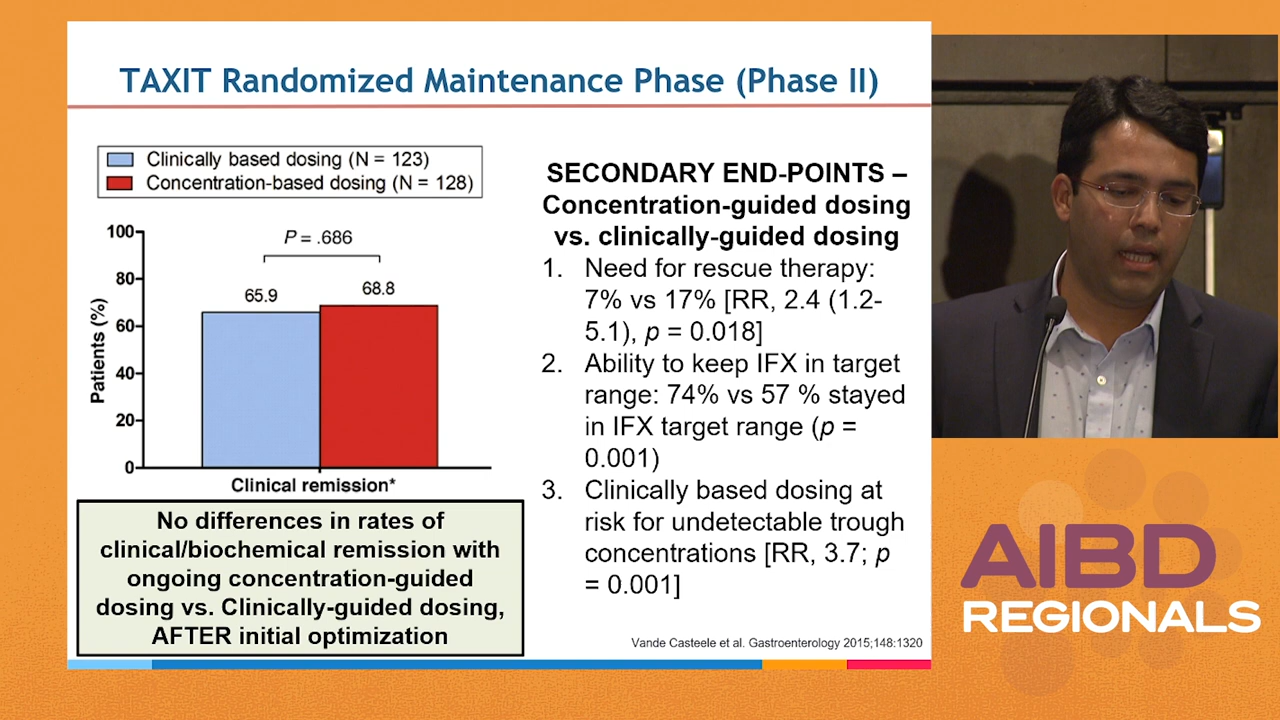 TAXIT Randomized Maintenance Phase (Phase II)
Clinically based dosing (N = 123)
Concentration-based dosing (N = 128)
100
80
60
40
20
0
Patients (%)
P = .686
65.9
68.8
Clinical remission*
No differences in rates of
clinical/biochemical remission with
ongoing concentration-guided
dosing vs. Clinically-guided dosing,
AFTER initial optimization
SECONDARY END-POINTS –
Concentration-guided dosing
vs. clinically-guided dosing
1. Need for rescue therapy:
7% vs 17% [RR, 2.4 (1.2-
5.1), p = 0.018]
2. Ability to keep IFX in target
range: 74% vs 57 % stayed
in IFX target range (p =
0.001)
3. Clinically based dosing at
risk for undetectable trough
concentrations [RR, 3.7; p
= 0.001]
Vande Casteele et al. Gastroenterology 2015;148:1320
AIBD
REGIONALS